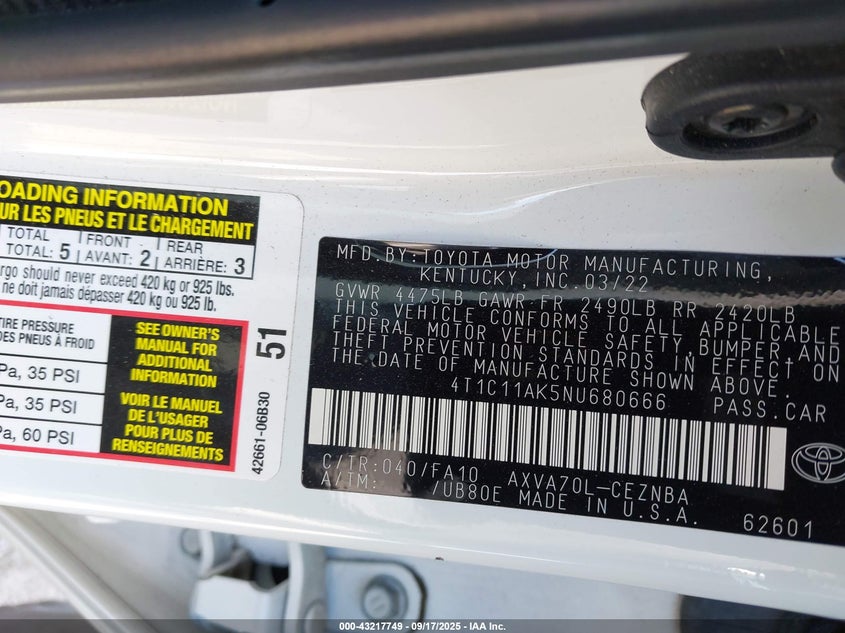 OADING INFORMATION
UR LES PNEUS ET LE CHARGEMENT
TOTAL FRONT REAR
TOTAL: 5 AVANT: 2 ARRIÈRE: 3
rgo should never exceed 420 kg or 925 lbs.
ne doit jamais dépasser 420 kg ou 925 lb.
TIRE PRESSURE
DES PNEUS À FROID
Pa, 35 PSI
Pa, 35 PSI
Pa, 60 PSI
SEE OWNER'S
MANUAL FOR
ADDITIONAL
INFORMATION
VOIR LE MANUEL
DE L'USAGER
POUR PLUS DE
RENSEIGNEMENTS
51
42661-06B30
MFD BY:TOYOTA MOTOR MANUFACTURING,
KENTUCKY, INC. 03/22
GVWR 4475LB GAWR FR 2490LB RR 2420LB
THIS VEHICLE CONFORMS TO ALL APPLICABLE
FEDERAL MOTOR VEHICLE SAFETY,BUMPER,AND
THEFT PREVENTION STANDARDS IN EFFECT ON
THE DATE OF MANUFACTURE SHOWN ABOVE.
4T1C11AK5NU680666 PASS.CAR
C/TR:040/FA10 AXVA70L-CEZNBA
A/TM: /UB80E MADE IN U.S.A.
62601
000-43217749 - 09/17/2025 - IAA Inc.